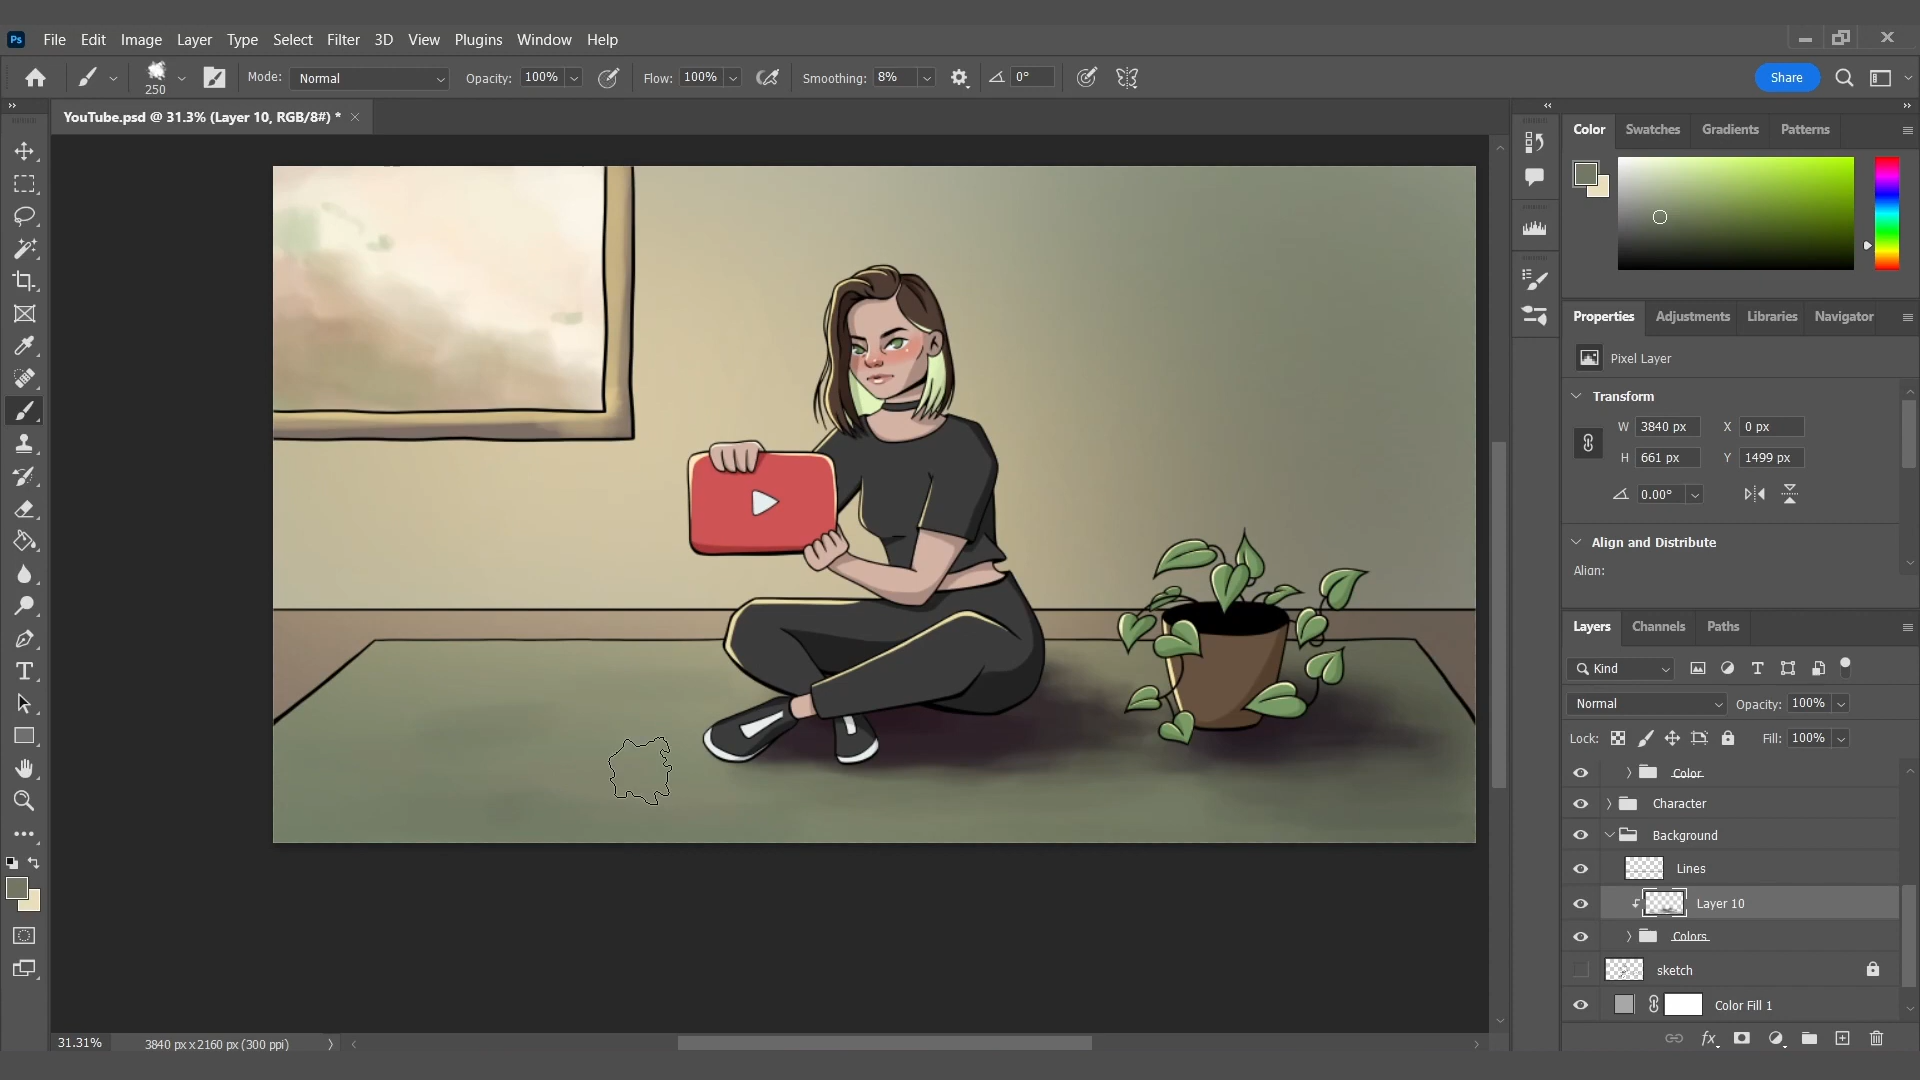 Ps File Edit Image Layer Type Select Filter 3D View Plugins Window Help
250 Mode: Normal Opacity: 100% Flow: 100% Smoothing: 8% 0° Share
YouTube.psd @ 31.3% (Layer 10, RGB/8#) *
Color Swatches Gradients Patterns
Properties Adjustments Libraries Navigator
Pixel Layer
Transform
W 3840 px X 0 px
H 661 px Y 1499 px
0.00°
Align and Distribute
Align:
Layers Channels Paths
Kind
Normal Opacity: 100%
Lock: Fill: 100%
Color
Character
Background
Lines
Layer 10
Colors
sketch
Color Fill 1
fx
31.31% 3840 px x 2160 px (300 ppi)